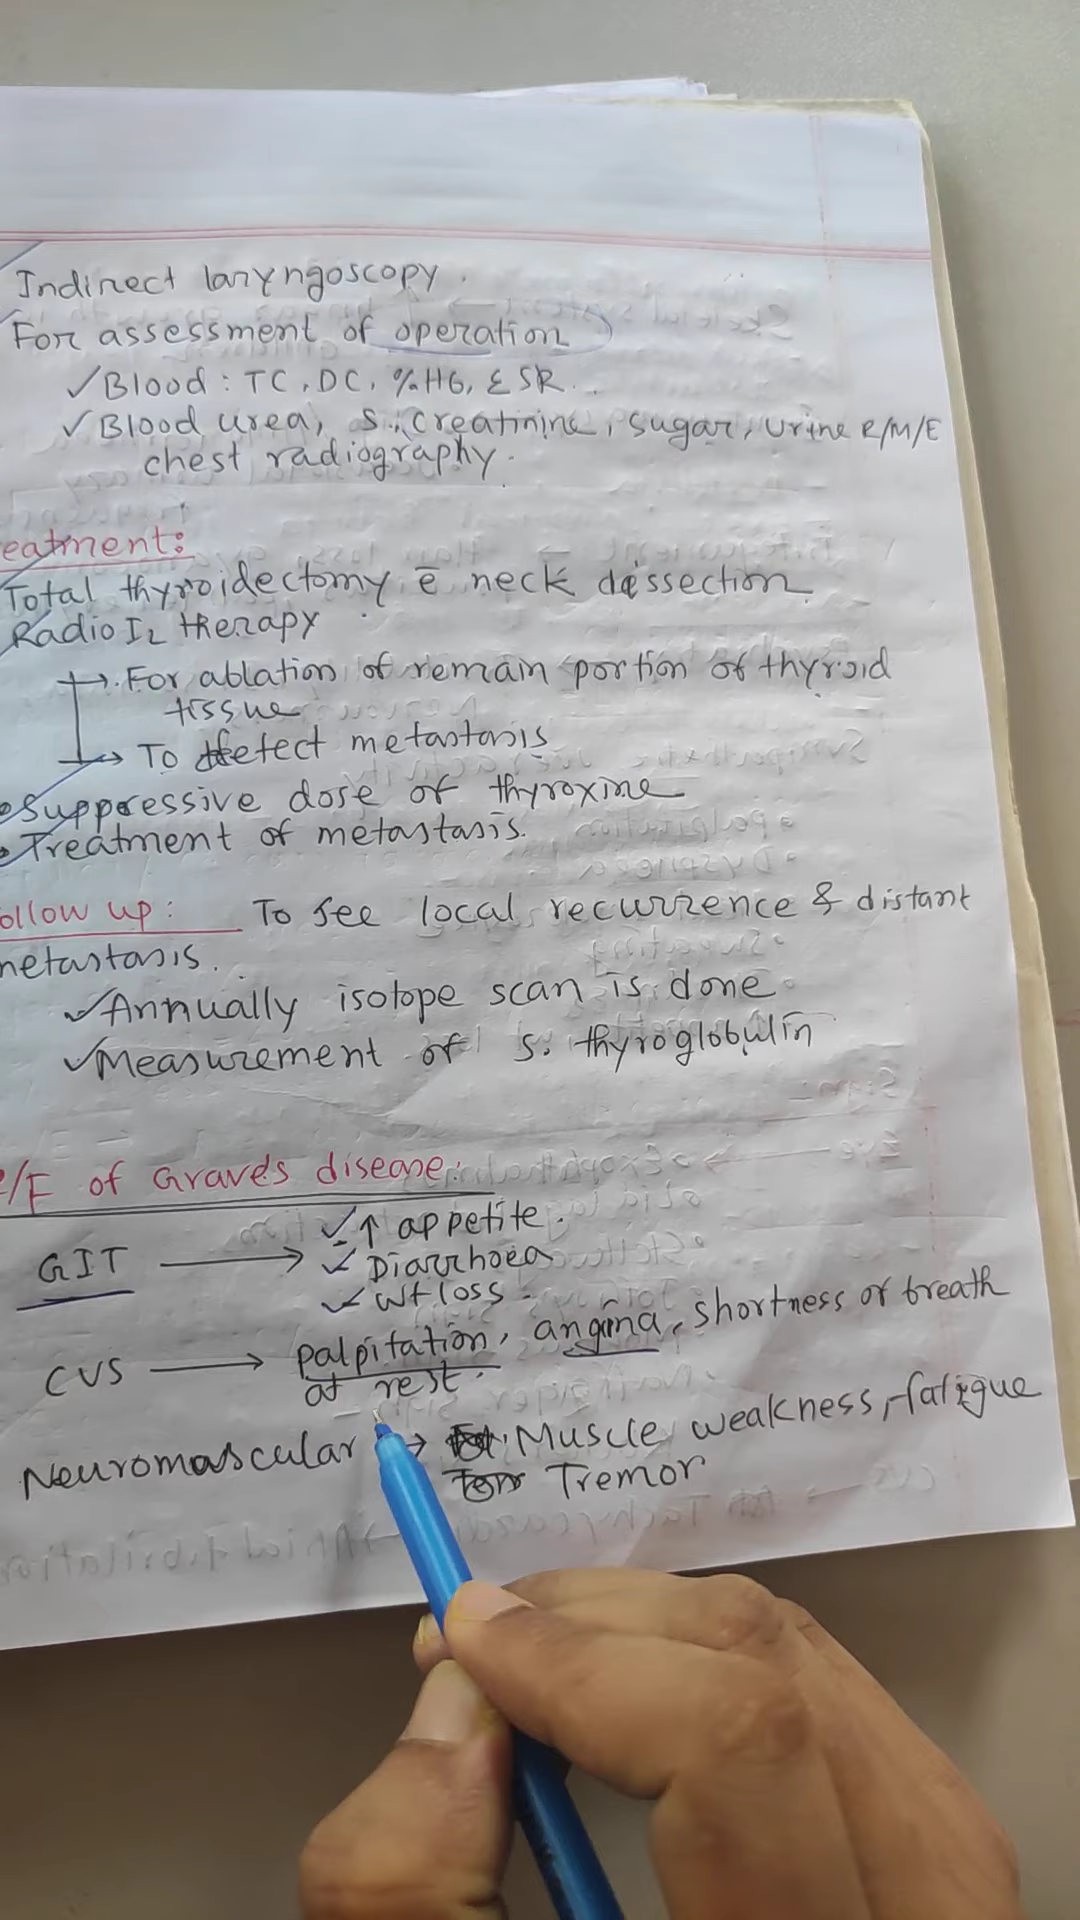 Indirect laryngoscopy.
For assessment of operation
✓Blood: TC, DC, %HG, ESR.
✓Blood urea, S. Creatinine, sugar, urine R/M/E
chest radiography.
eatment:
Total thyroidectomy c̄ neck dissection
Radio I2 therapy
→ For ablation of remain portion of thyroid
tissue
→ To detect metastasis
•Suppressive dose of thyroxine
•Treatment of metastasis.
ollow up: To see local recurrence & distant
metastasis.
✓Annually isotope scan is done
✓Measurement of s. thyroglobulin
/F of Graves disease:
✓↑ appetite.
GIT → ✓ Diarrhoea
✓ Wt loss.
CVS → palpitation, angina, shortness of breath
at rest.
Neuromascular → Muscle weakness, fatigue
Tremor